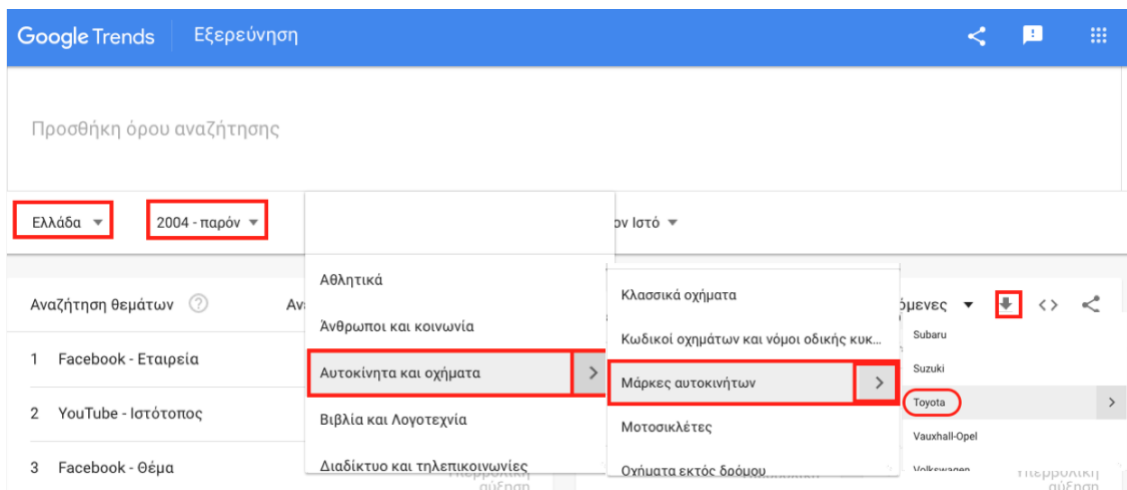 Google Trends Εξερεύνηση
Προσθήκη όρου αναζήτησης
Ελλάδα
2004 - παρόν
ον Ιστό
Αναζήτηση θεμάτων
1 Facebook - Εταιρεία
2 YouTube - Ιστότοπος
3 Facebook - Θέμα
Αθλητικά
Άνθρωποι και κοινωνία
Αυτοκίνητα και οχήματα
Βιβλία και Λογοτεχνία
Διαδίκτυο και τηλεπικοινωνίες
Κλασσικά οχήματα
Κωδικοί οχημάτων και νόμοι οδικής κυκ...
Μάρκες αυτοκινήτων
Μοτοσικλέτες
Οχήματα εκτός δρόμου
Subaru
Suzuki
Toyota
Vauxhall-Opel
Volkswagen